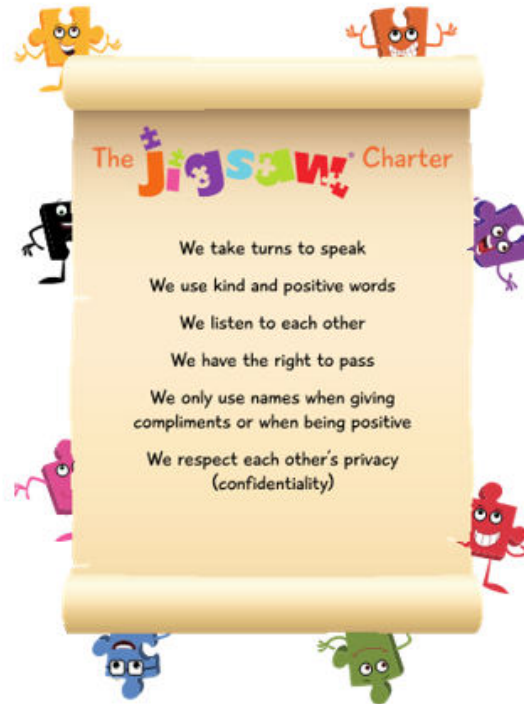 The jigsaw® Charter
We take turns to speak
We use kind and positive words
We listen to each other
We have the right to pass
We only use names when giving
compliments or when being positive
We respect each other's privacy
(confidentiality)